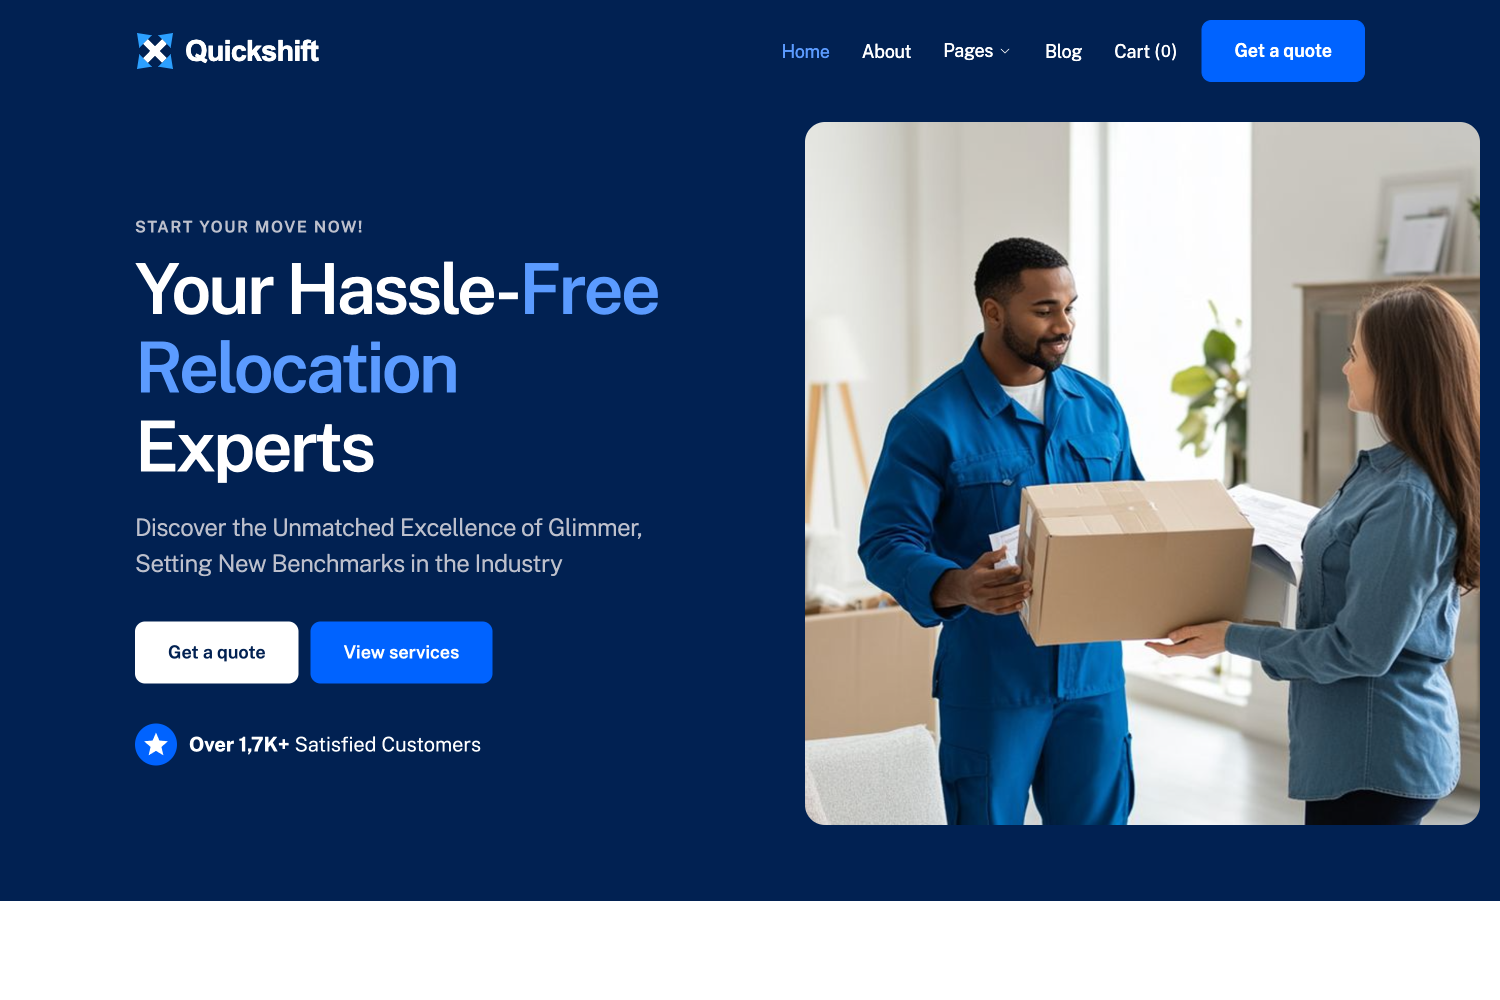 Quickshift
Home About Pages Blog Cart (0) Get a quote
START YOUR MOVE NOW!
Your Hassle-Free
Relocation
Experts
Discover the Unmatched Excellence of Glimmer,
Setting New Benchmarks in the Industry
Get a quote View services
Over 1,7K+ Satisfied Customers